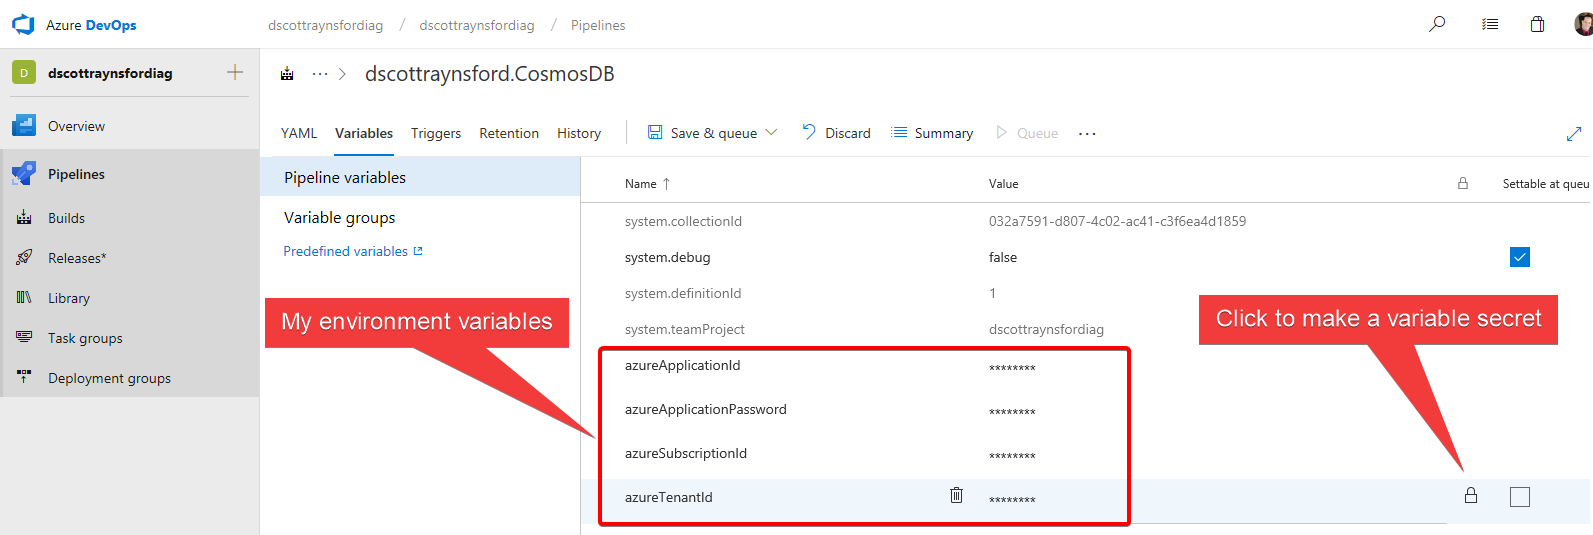 Azure DevOps
dscottraynsfordiag / dscottraynsfordiag / Pipelines
D dscottraynsfordiag
Overview
Pipelines
Builds
Releases*
Library
Task groups
Deployment groups
··· > dscottraynsford.CosmosDB
YAML Variables Triggers Retention History Save & queue Discard Summary Queue ···
Pipeline variables
Variable groups
Predefined variables
Name ↑ Value Settable at queu
system.collectionId 032a7591-d807-4c02-ac41-c3f6ea4d1859
system.debug false
system.definitionId 1
system.teamProject dscottraynsfordiag
azureApplicationId ********
azureApplicationPassword ********
azureSubscriptionId ********
azureTenantId ********
My environment variables
Click to make a variable secret